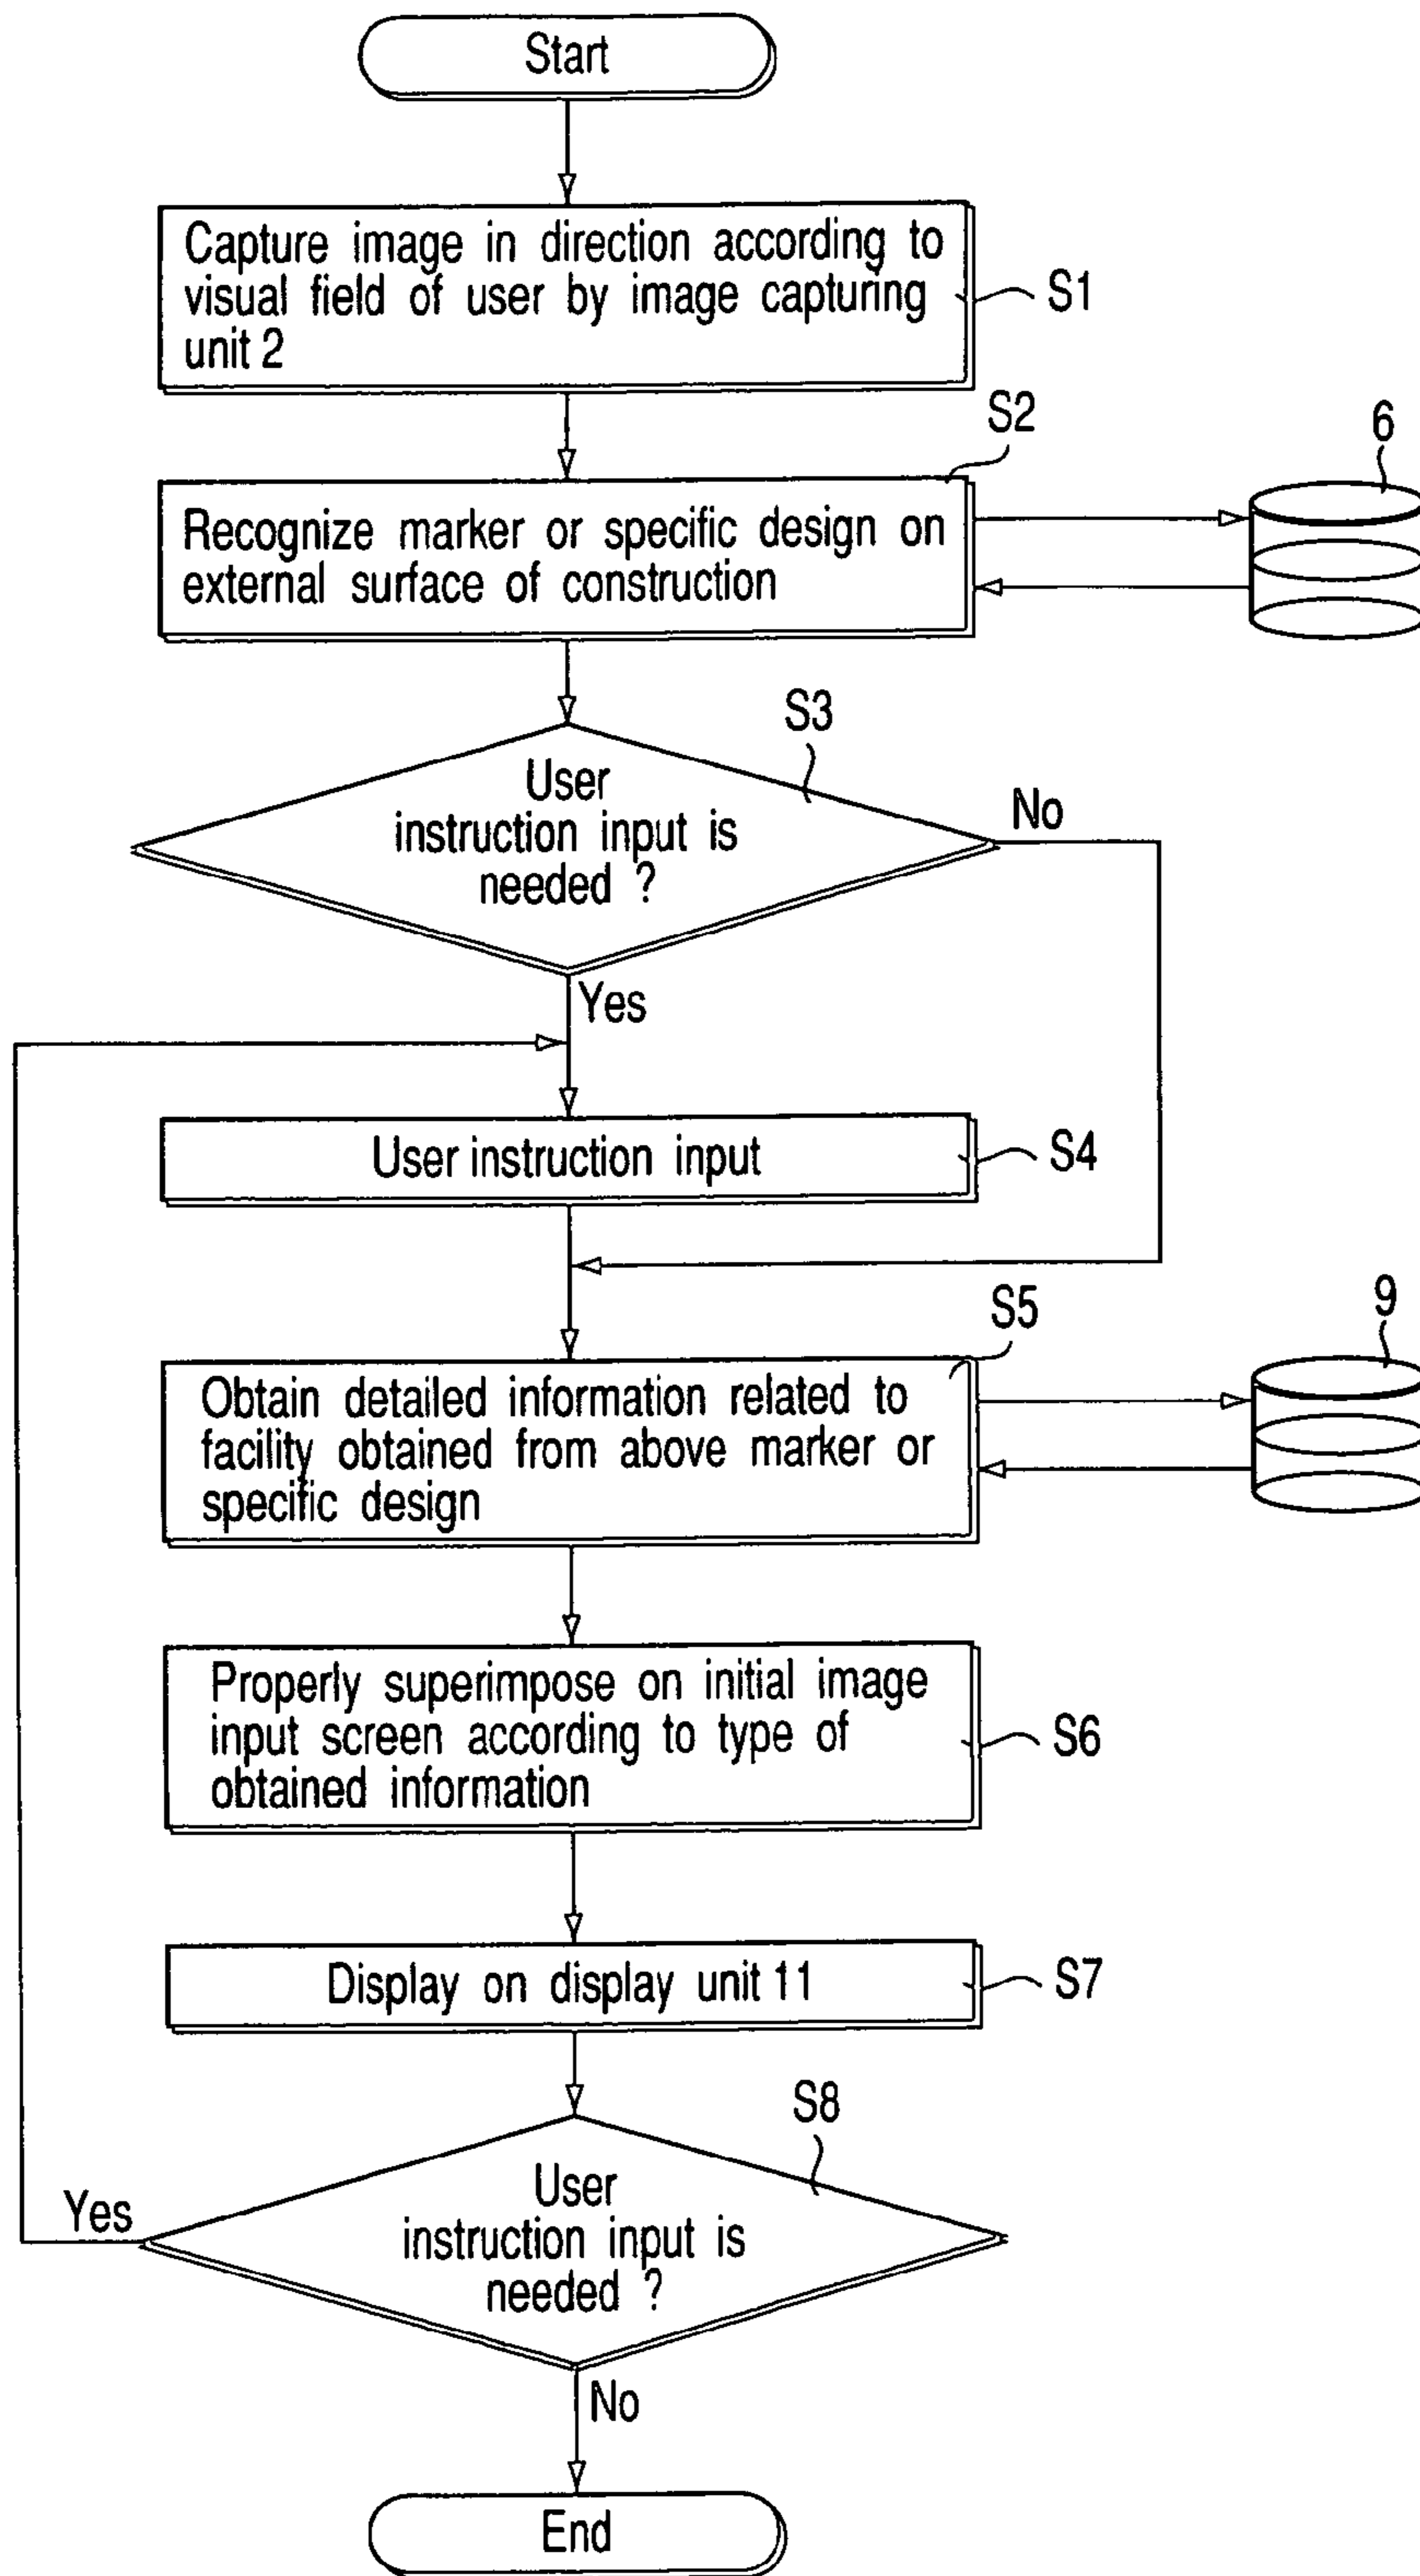 Start
Capture image in direction according to
visual field of user by image capturing
unit 2
S1
S2
6
Recognize marker or specific design on
external surface of construction
S3
User
instruction input is
needed ?
No
Yes
User instruction input
S4
S5
9
Obtain detailed information related to
facility obtained from above marker or
specific design
Properly superimpose on initial image
input screen according to type of
obtained information
S6
Display on display unit 11
S7
S8
User
instruction input is
needed ?
Yes
No
End